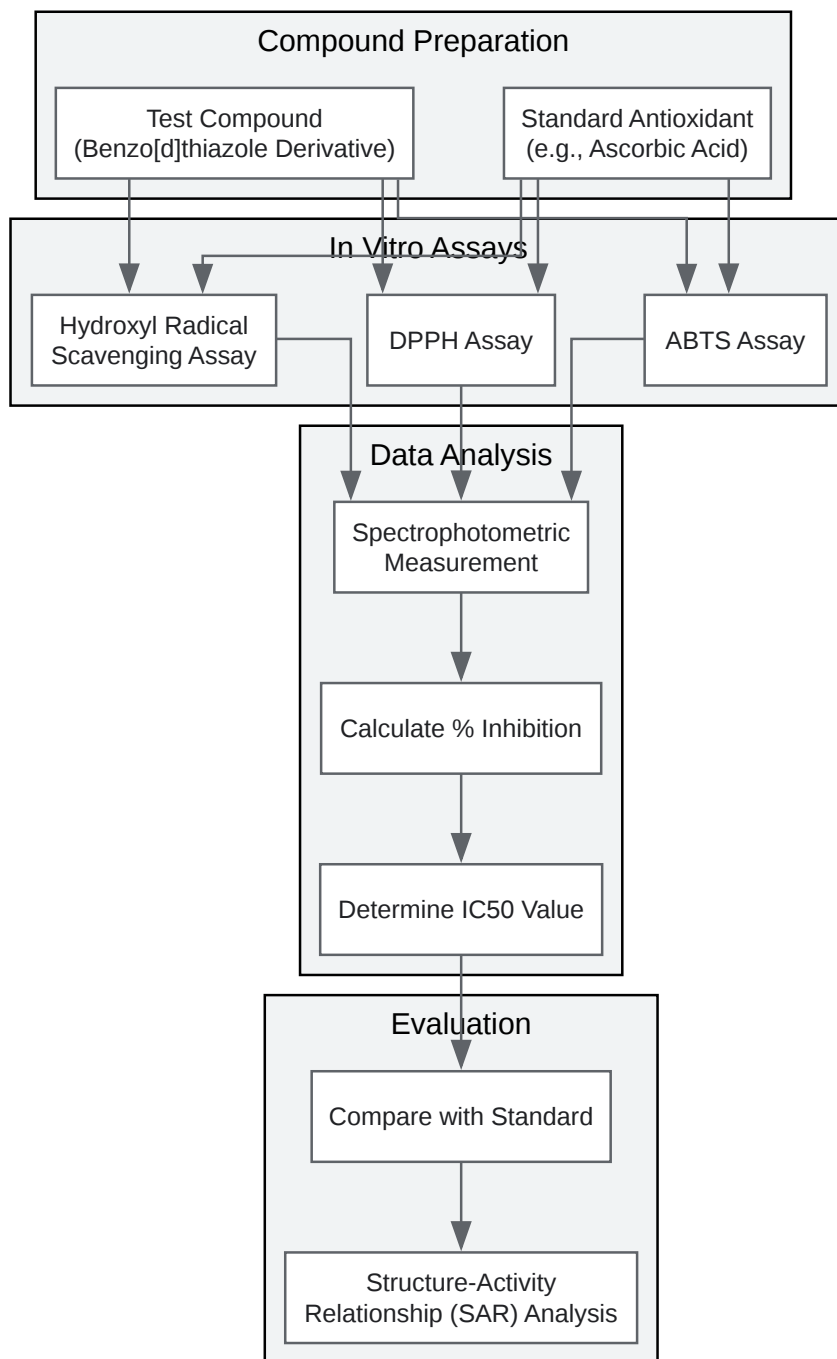 Compound Preparation
Test Compound
(Benzo[d]thiazole Derivative)
Standard Antioxidant
(e.g., Ascorbic Acid)
In Vitro Assays
Hydroxyl Radical
Scavenging Assay
DPPH Assay
ABTS Assay
Data Analysis
Spectrophotometric
Measurement
Calculate % Inhibition
Determine IC50 Value
Evaluation
Compare with Standard
Structure-Activity
Relationship (SAR) Analysis